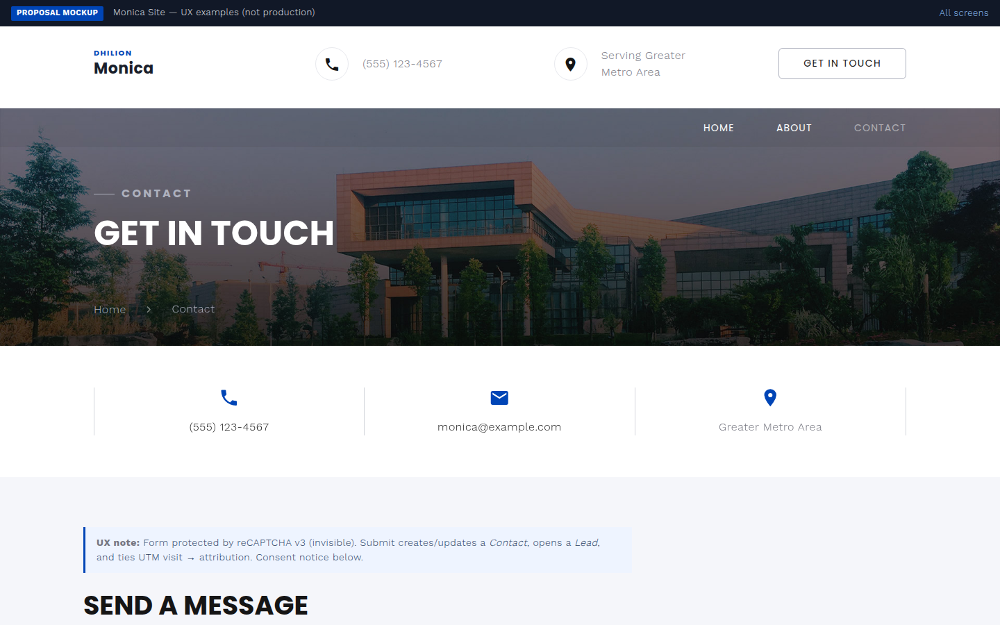 PROPOSAL MOCKUP Monica Site — UX examples (not production) All screens
DHILION
Monica
(555) 123-4567
Serving Greater
Metro Area
GET IN TOUCH
HOME ABOUT CONTACT
CONTACT
GET IN TOUCH
Home > Contact
(555) 123-4567
monica@example.com
Greater Metro Area
UX note: Form protected by reCAPTCHA v3 (invisible). Submit creates/updates a Contact, opens a Lead,
and ties UTM visit → attribution. Consent notice below.
SEND A MESSAGE